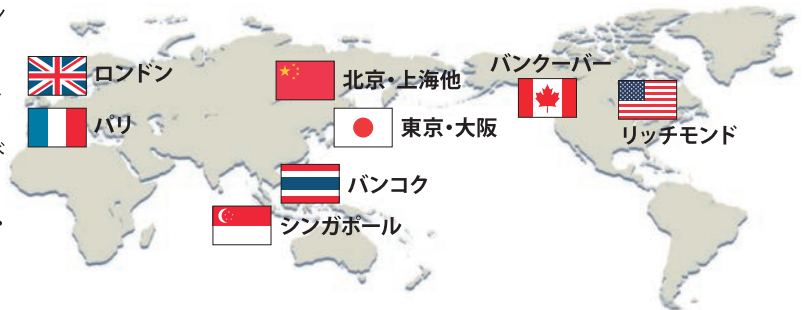 ロンドン
パリ
北京・上海他
東京・大阪
バンコク
シンガポール
バンクーバー
リッチモンド